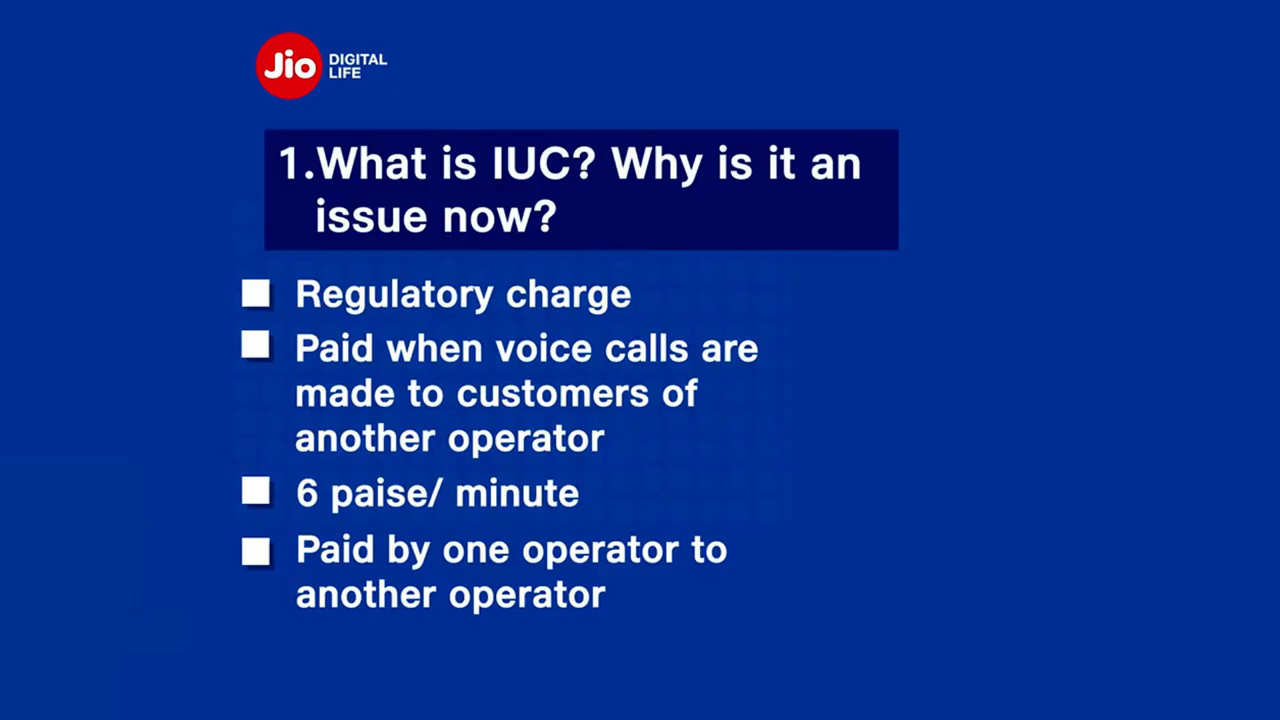 Jio
DIGITAL
LIFE
1.What is IUC? Why is it an
issue now?
Regulatory charge
Paid when voice calls are
made to customers of
another operator
6 paise/ minute
Paid by one operator to
another operator